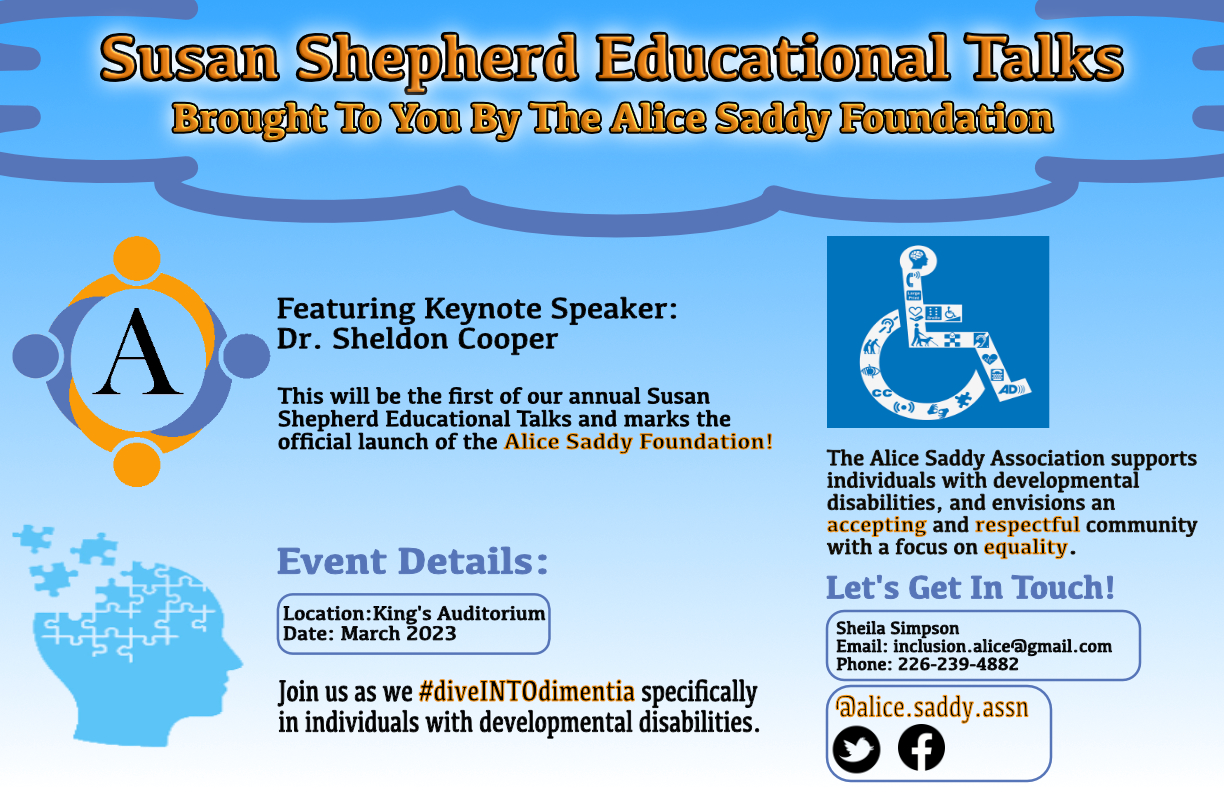 Susan Shepherd Educational Talks
Brought To You By The Alice Saddy Foundation
A
Featuring Keynote Speaker:
Dr. Sheldon Cooper
This will be the first of our annual Susan
Shepherd Educational Talks and marks the
official launch of the Alice Saddy Foundation!
Event Details:
Location:King's Auditorium
Date: March 2023
Join us as we #diveINTOdimentia specifically
in individuals with developmental disabilities.
Large
Print
CC
AD))
The Alice Saddy Association supports
individuals with developmental
disabilities, and envisions an
accepting and respectful community
with a focus on equality.
Let's Get In Touch!
Sheila Simpson
Email: inclusion.alice@gmail.com
Phone: 226-239-4882
@alice.saddy.assn